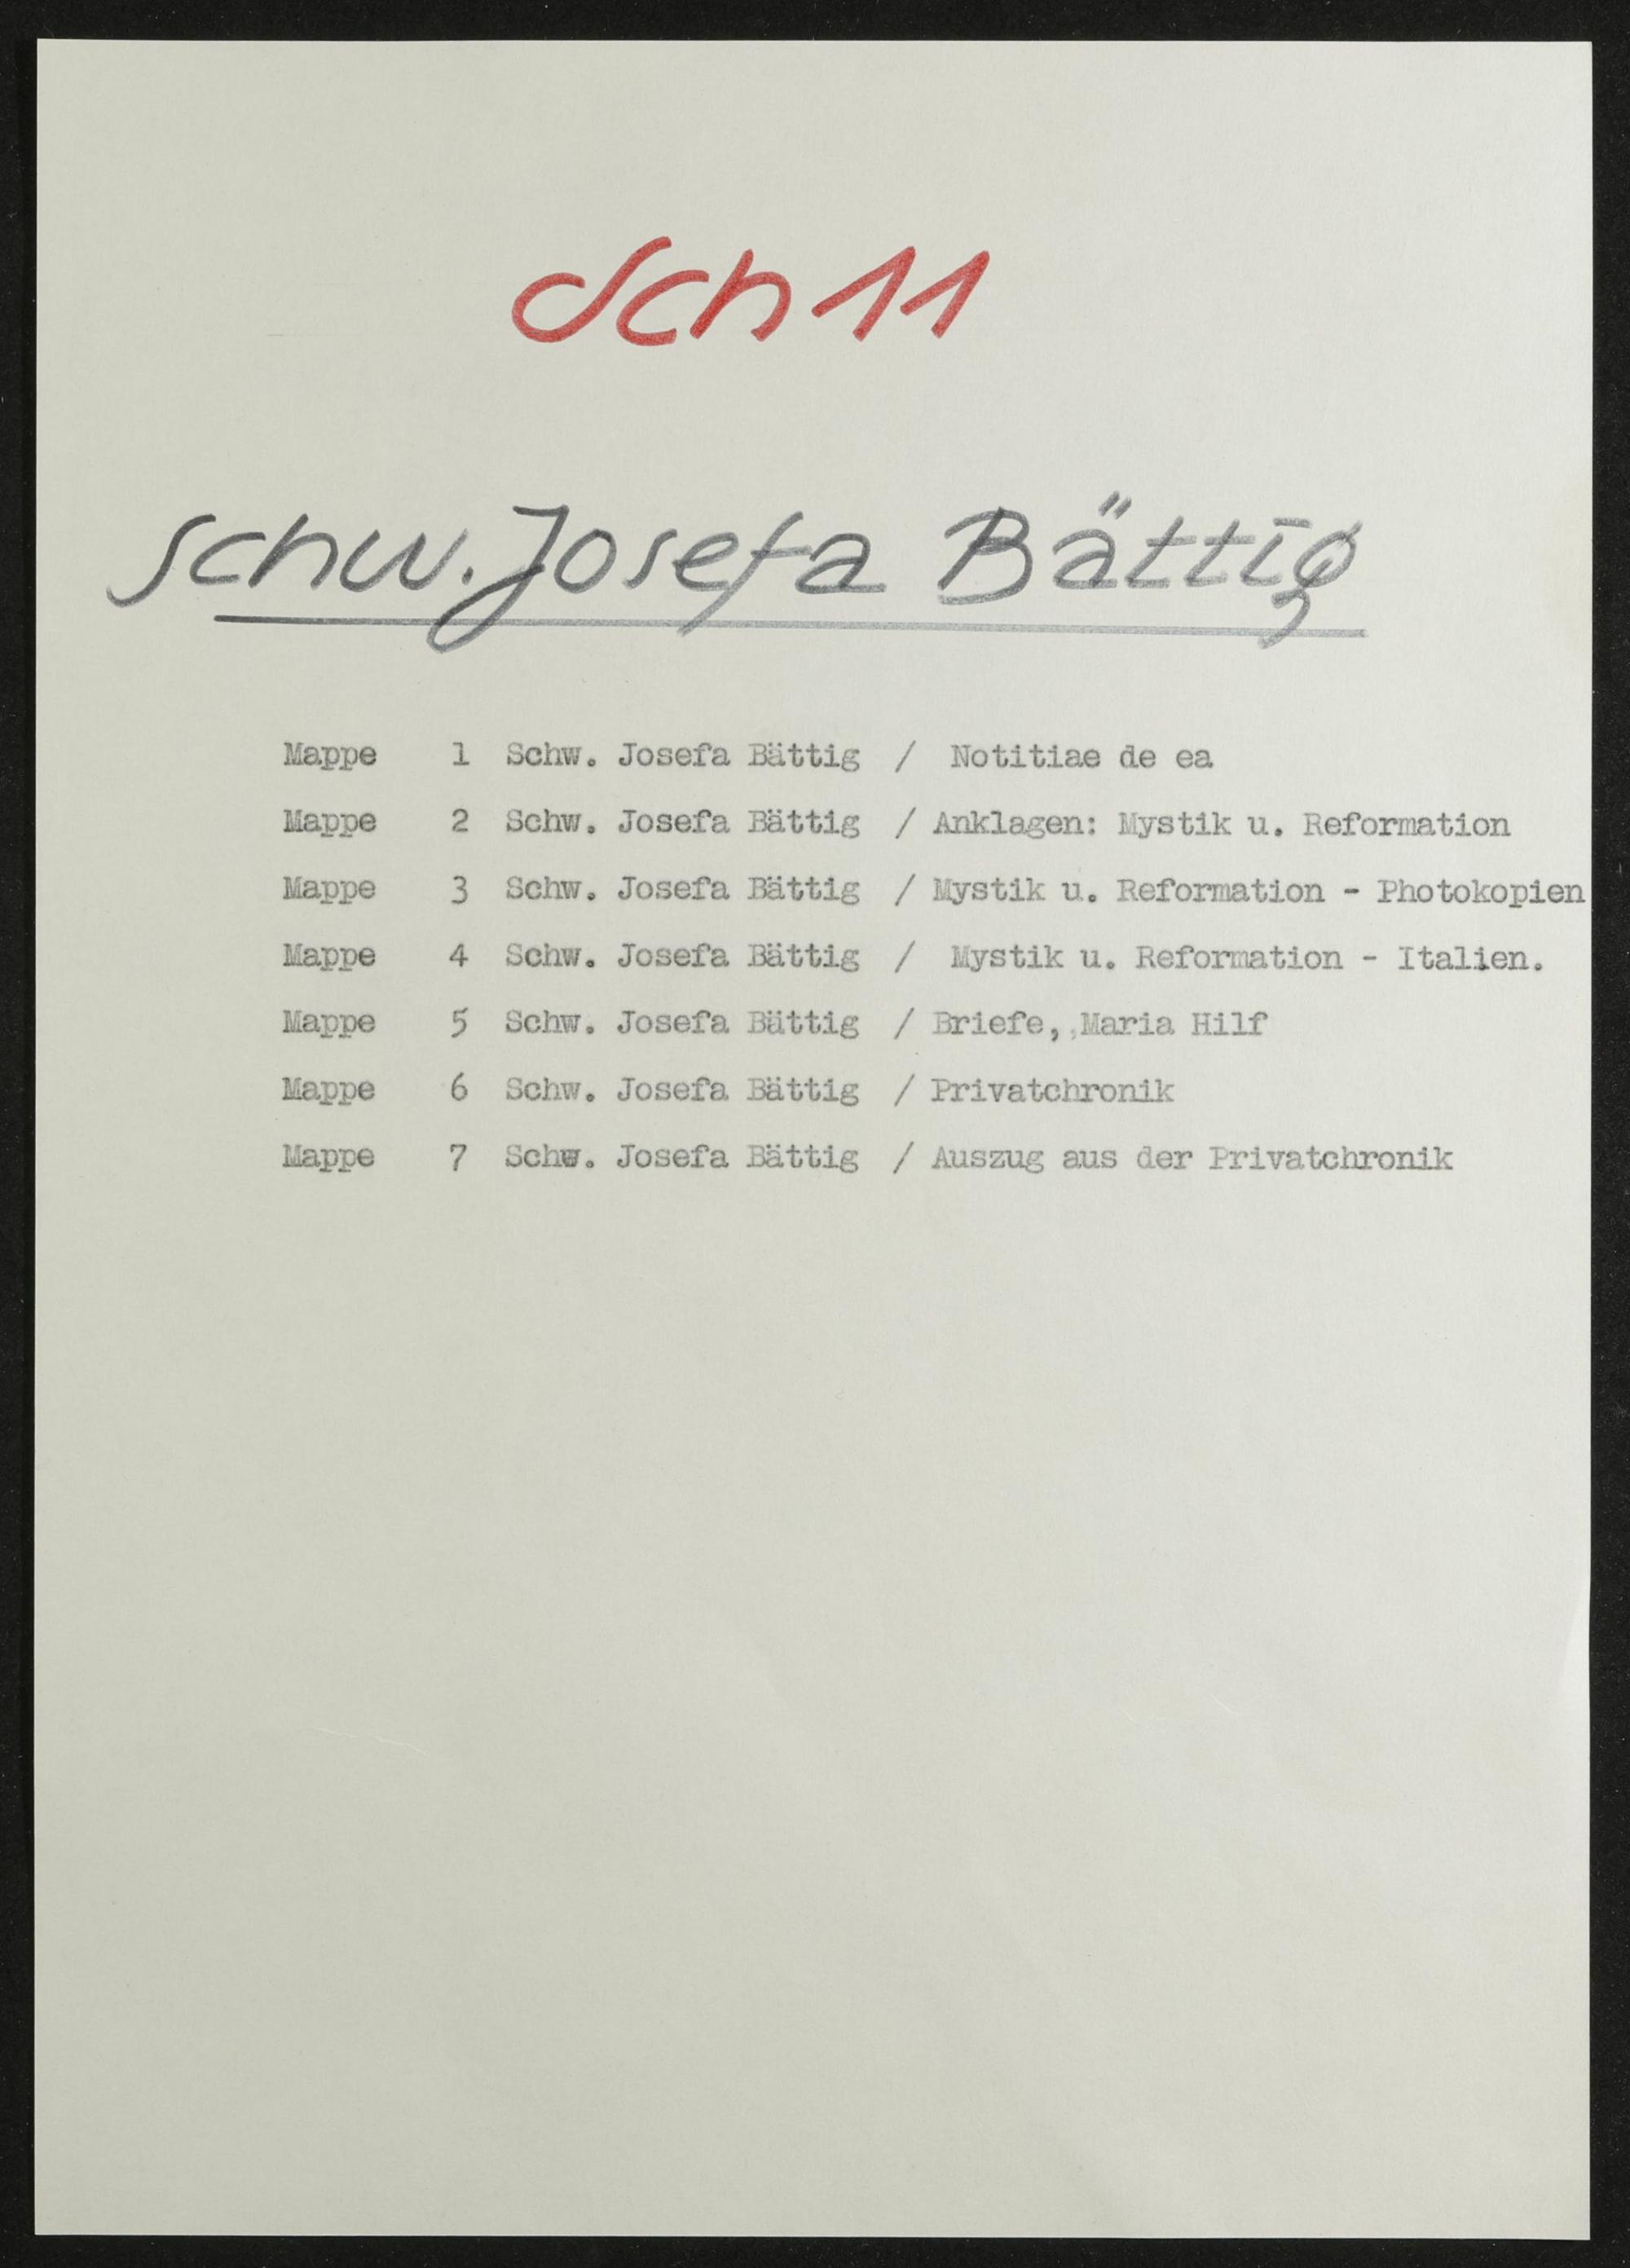 Sch 11
Schw. Josefa Bättig
Mappe 1 Schw. Josefa Bättig / Notitiae de ea
Mappe 2 Schw. Josefa Bättig / Anklagen: Mystik u. Reformation
Mappe 3 Schw. Josefa Bättig / Mystik u. Reformation - Photokopien
Mappe 4 Schw. Josefa Bättig / Mystik u. Reformation - Italien.
Mappe 5 Schw. Josefa Bättig / Briefe, Maria Hilf
Mappe 6 Schw. Josefa Bättig / Privatchronik
Mappe 7 Schw. Josefa Bättig / Auszug aus der Privatchronik